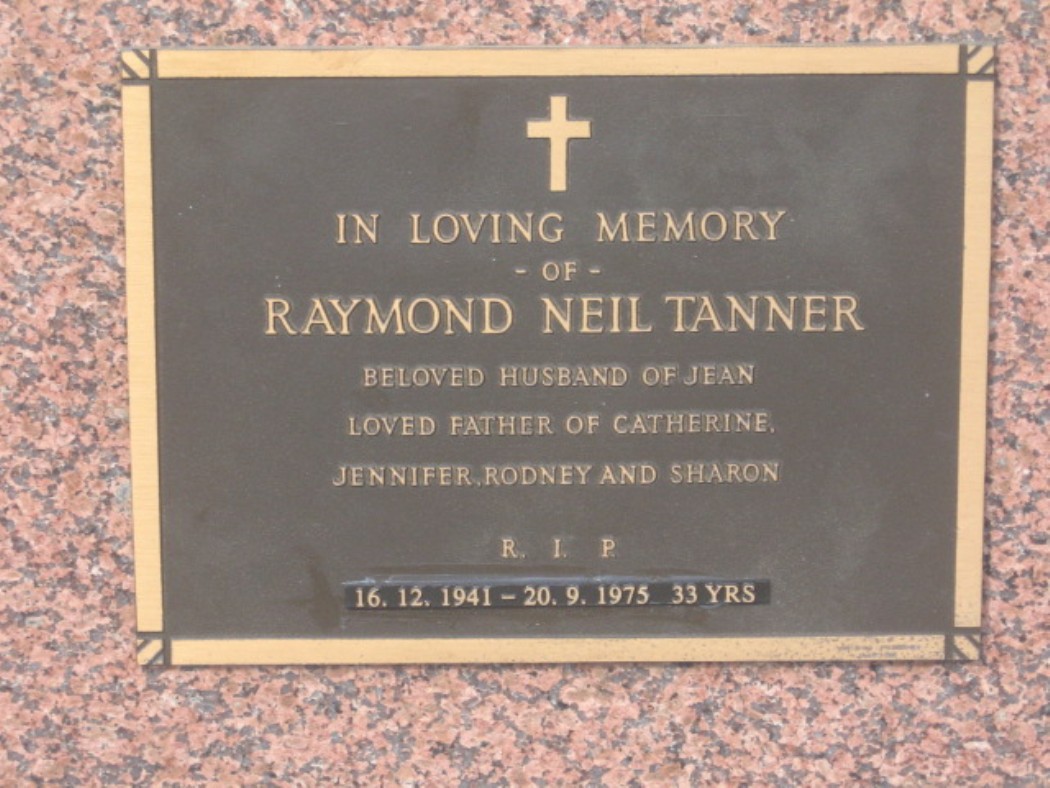 IN LOVING MEMORY
- OF -
RAYMOND NEIL TANNER
BELOVED HUSBAND OF JEAN
LOVED FATHER OF CATHERINE,
JENNIFER, RODNEY AND SHARON
R. I. P.
16. 12. 1941 – 20. 9. 1975 33 YRS